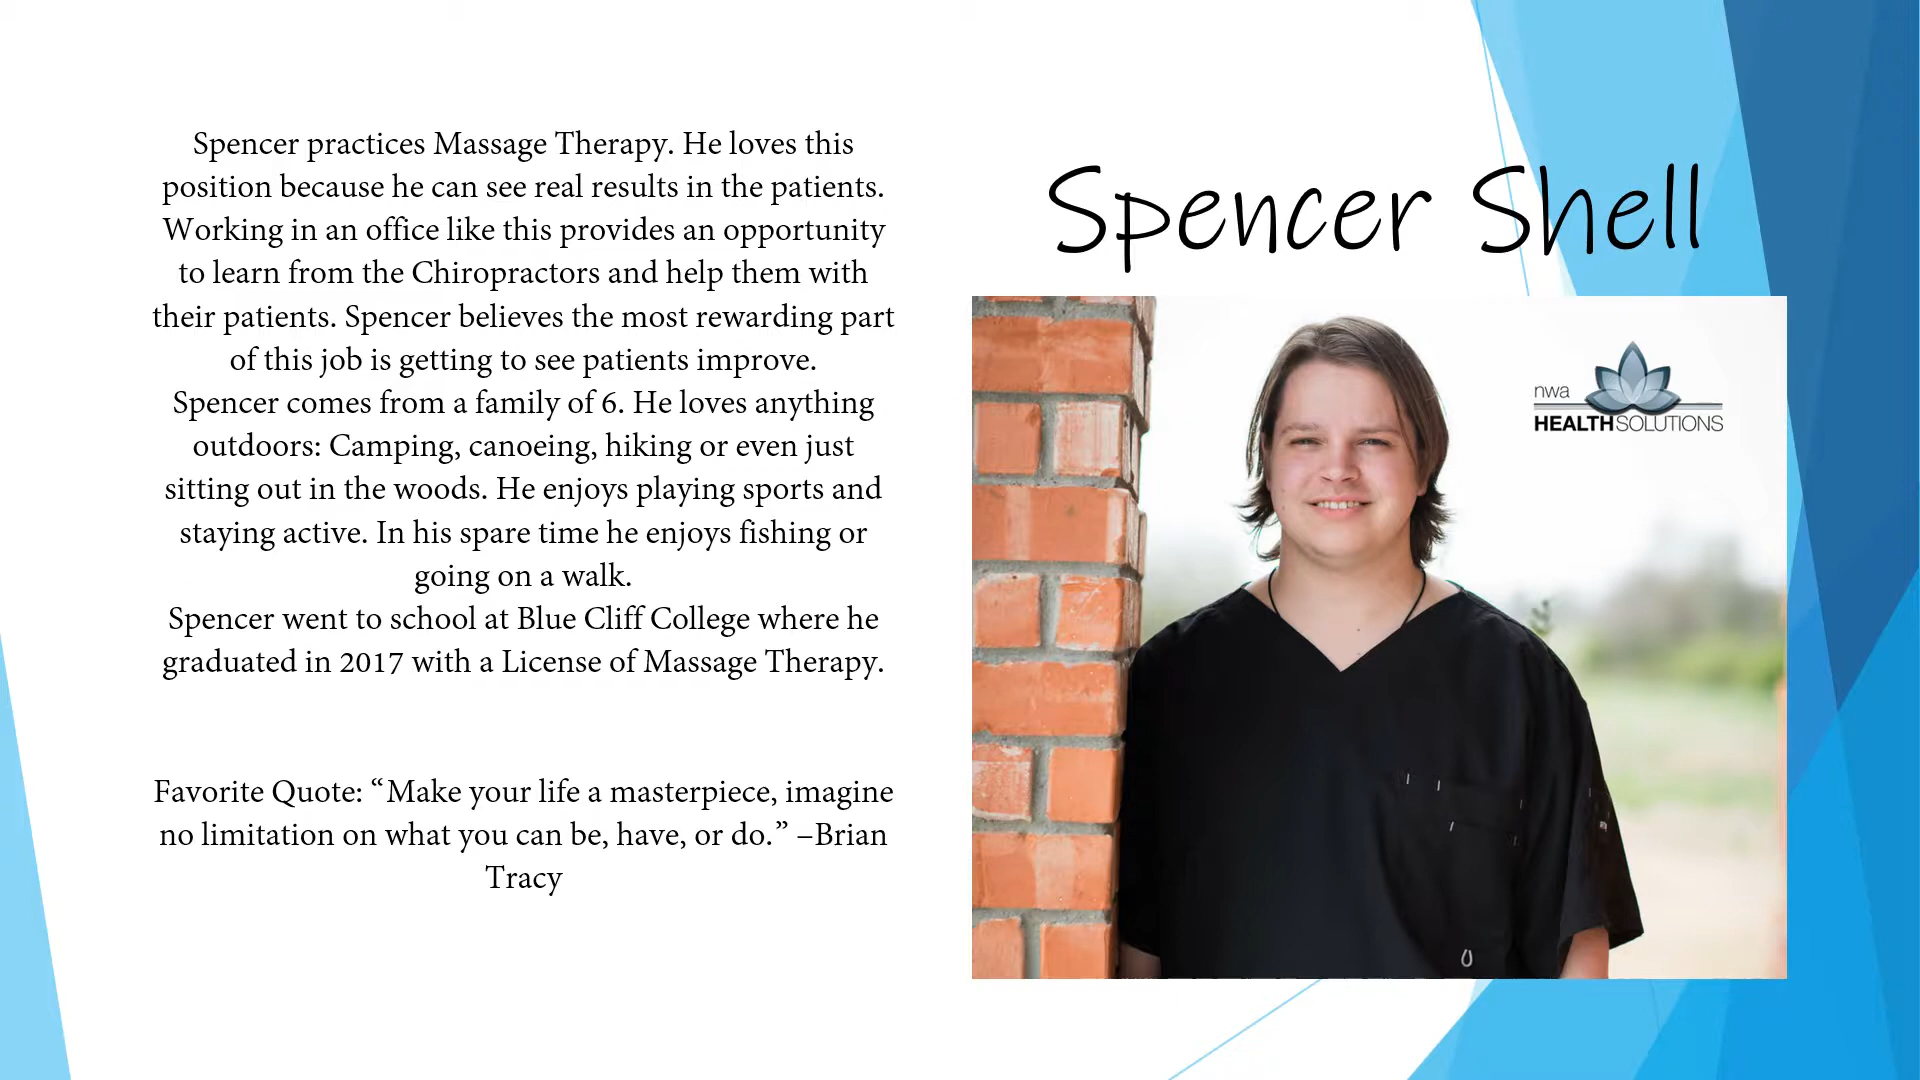 Spencer practices Massage Therapy. He loves this
position because he can see real results in the patients.
Working in an office like this provides an opportunity
to learn from the Chiropractors and help them with
their patients. Spencer believes the most rewarding part
of this job is getting to see patients improve.
Spencer comes from a family of 6. He loves anything
outdoors: Camping, canoeing, hiking or even just
sitting out in the woods. He enjoys playing sports and
staying active. In his spare time he enjoys fishing or
going on a walk.
Spencer went to school at Blue Cliff College where he
graduated in 2017 with a License of Massage Therapy.
Favorite Quote: “Make your life a masterpiece, imagine
no limitation on what you can be, have, or do.” –Brian
Tracy
Spencer Shell
nwa
HEALTHSOLUTIONS